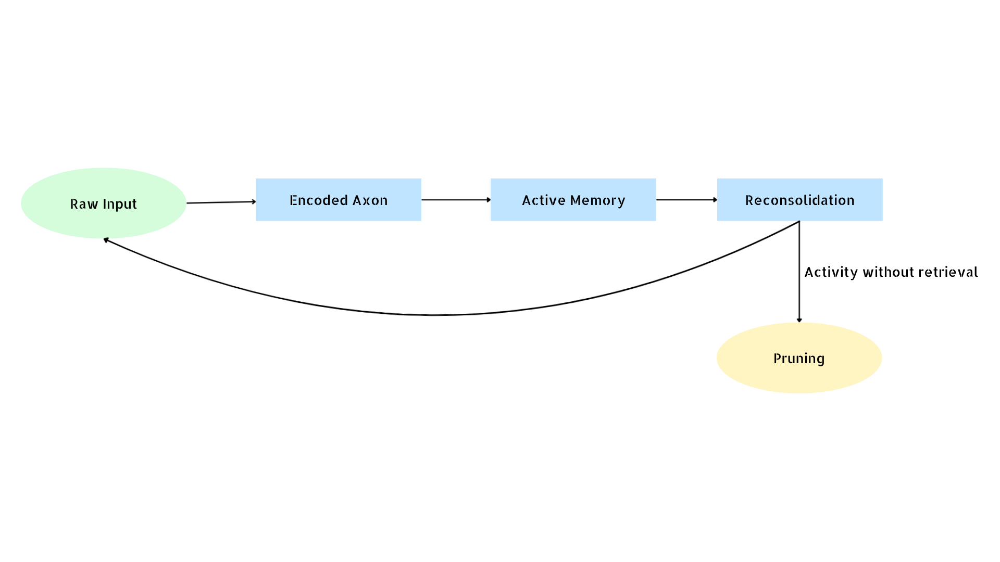 Raw Input
Encoded Axon
Active Memory
Reconsolidation
Activity without retrieval
Pruning